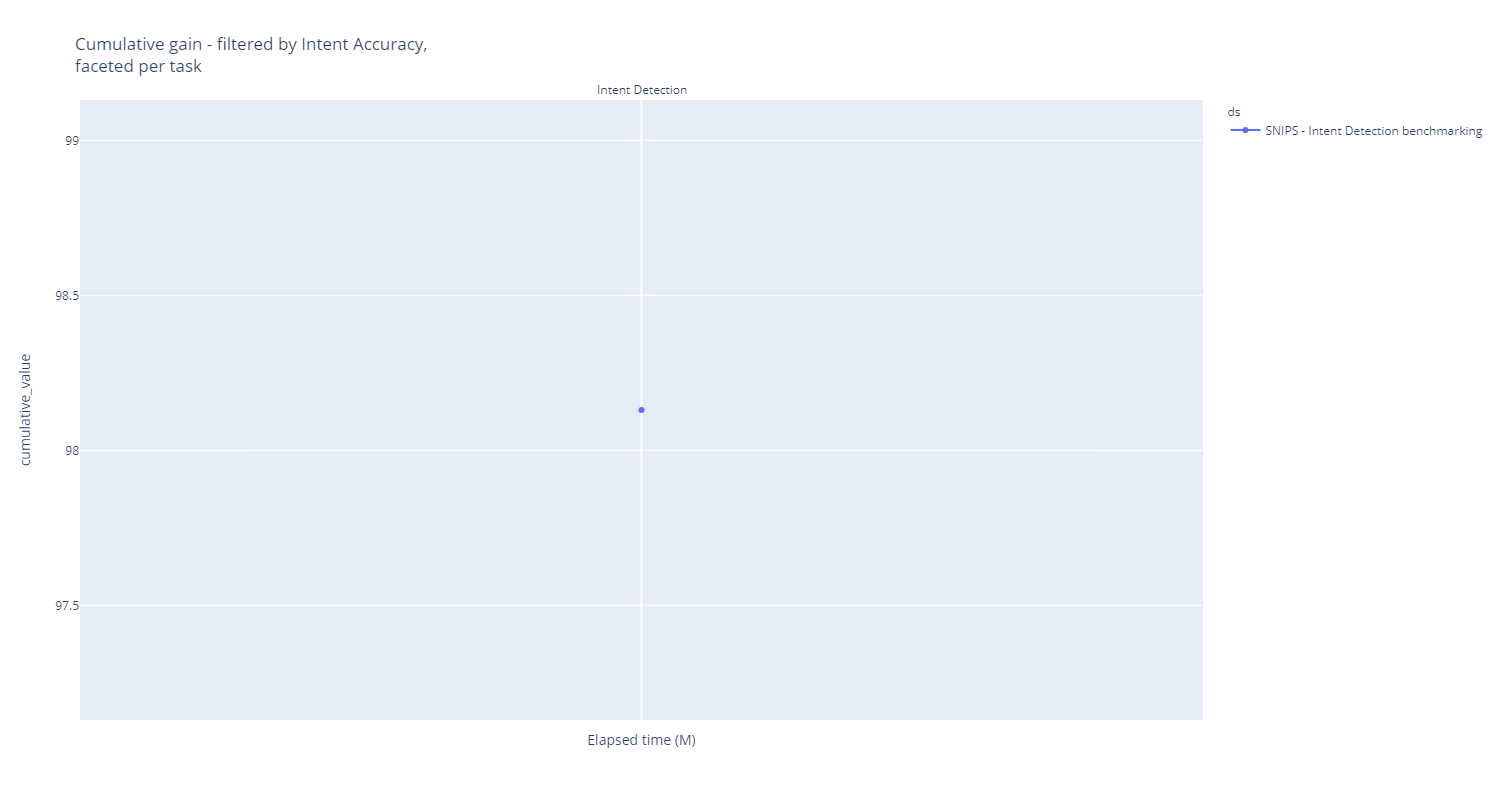 Cumulative gain - filtered by Intent Accuracy,
faceted per task
Intent Detection
ds
SNIPS - Intent Detection benchmarking
99
98.5
98
97.5
cumulative_value
Elapsed time (M)